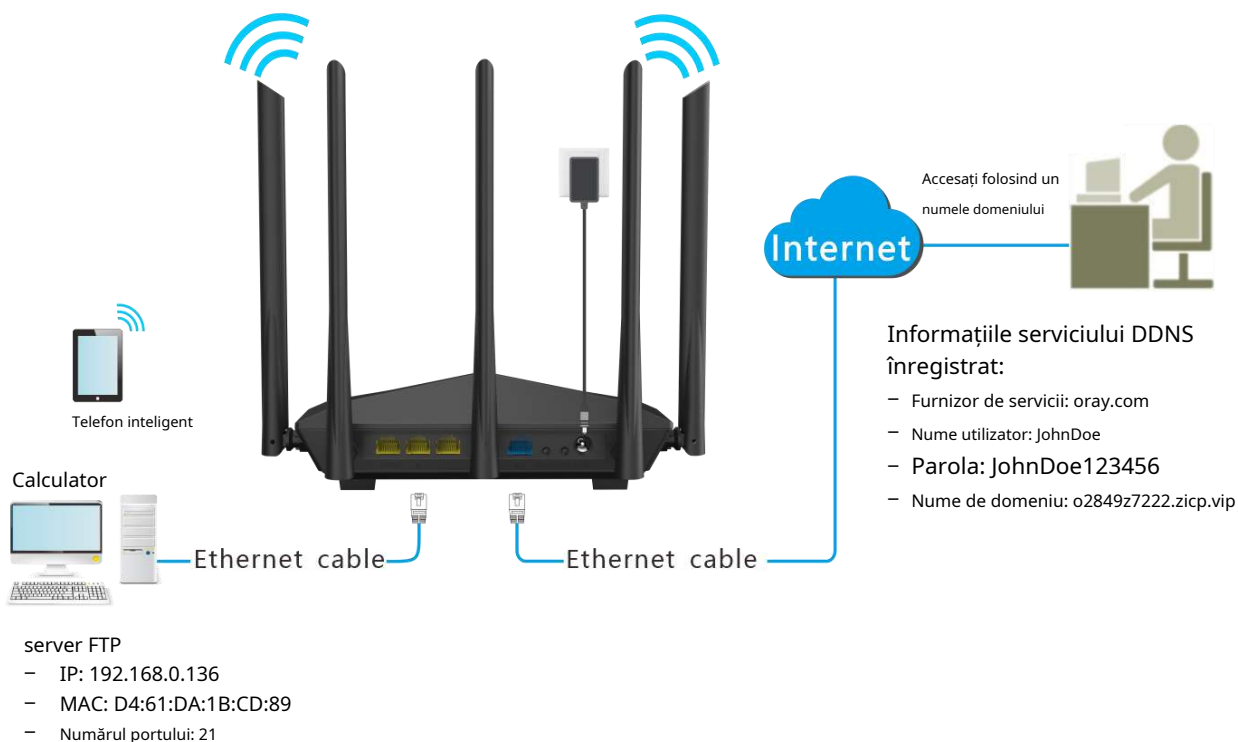 Accesați folosind un
numele domeniului
Internet
Informațiile serviciului DDNS
înregistrat:
– Furnizor de servicii: oray.com
– Nume utilizator: JohnDoe
– Parola: JohnDoe123456
– Nume de domeniu: o2849z7222.zicp.vip
Telefon inteligent
Calculator
Ethernet cable
Ethernet cable
server FTP
– IP: 192.168.0.136
– MAC: D4:61:DA:1B:CD:89
– Numărul portului: 21